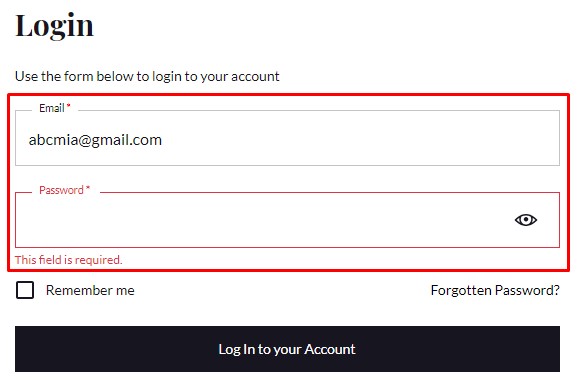 Login
Use the form below to login to your account
Email *
abcmia@gmail.com
Password *
This field is required.
Remember me
Forgotten Password?
Log In to your Account